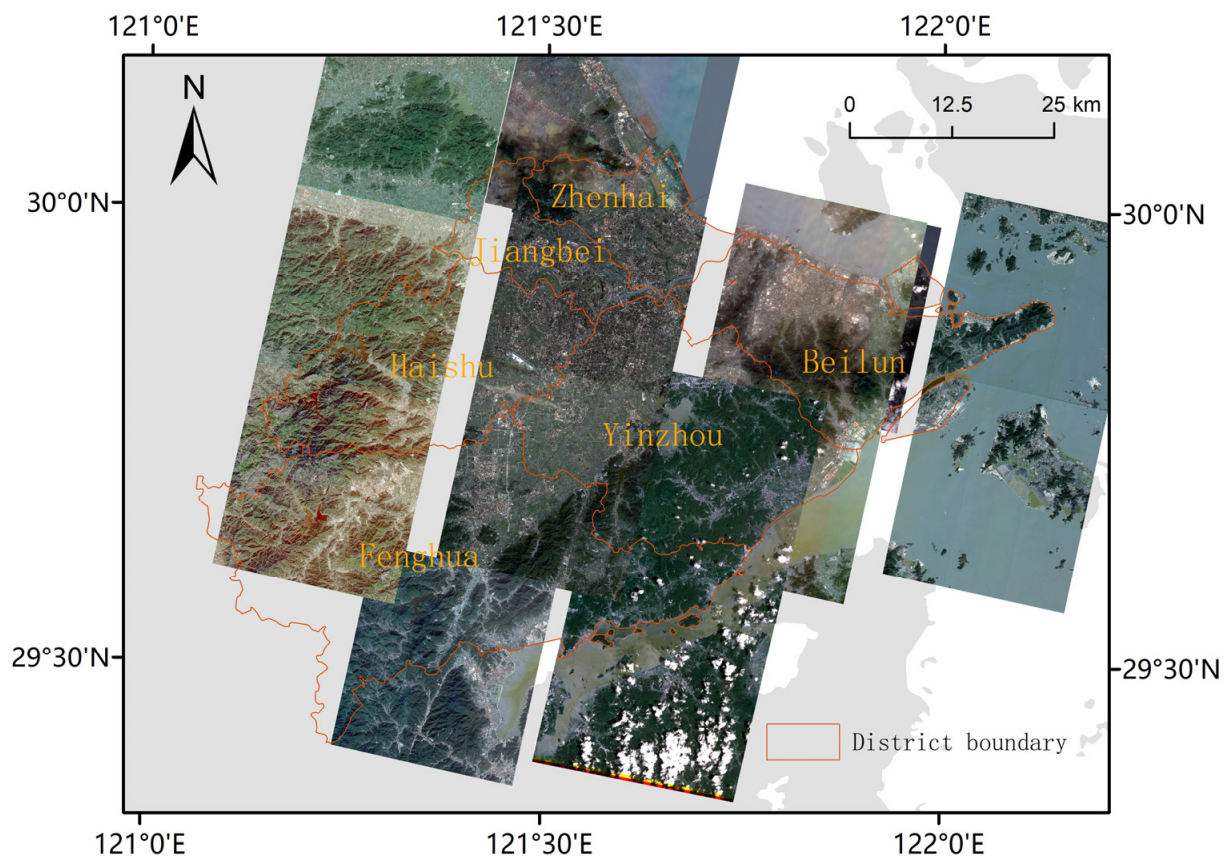 121°0'E 121°30'E 122°0'E
N
0 12.5 25 km
30°0'N
30°0'N
Zhenhai
Jiangbei
Haishu
Beilun
Yinzhou
Fenghua
29°30'N
29°30'N
District boundary
121°0'E 121°30'E 122°0'E